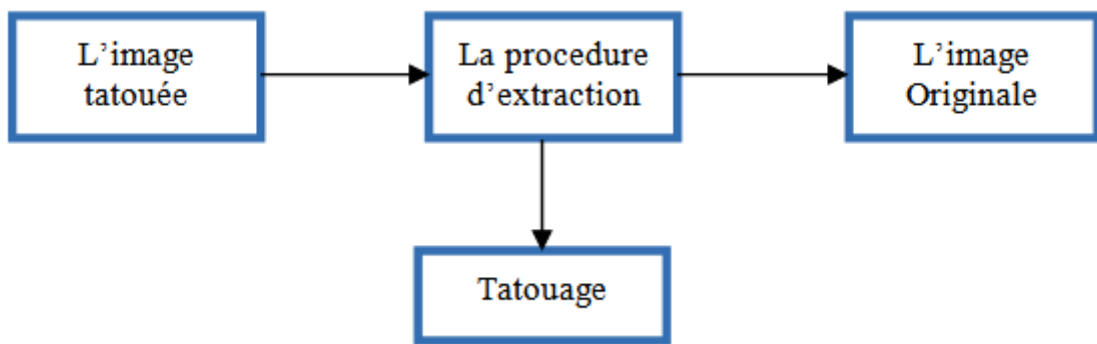 L’image
tatouée
La procedure
d’extraction
L’image
Originale
Tatouage